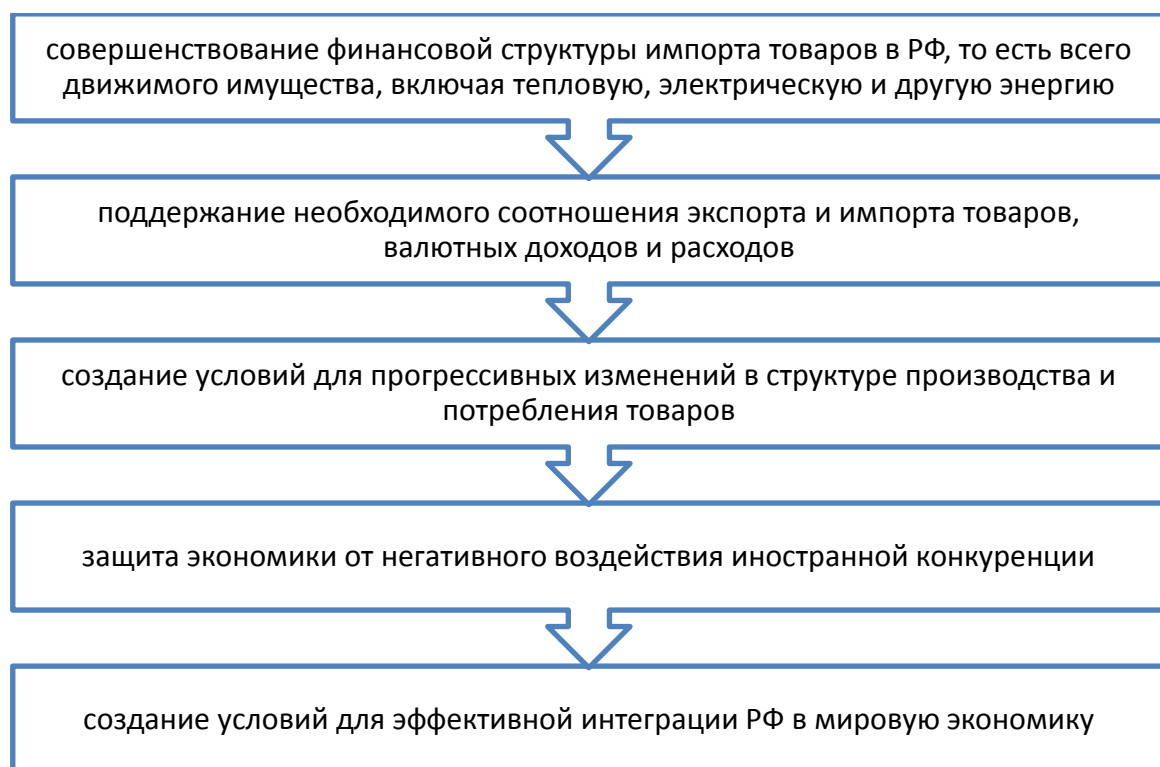 совершенствование финансовой структуры импорта товаров в РФ, то есть всего
движимого имущества, включая тепловую, электрическую и другую энергию
поддержание необходимого соотношения экспорта и импорта товаров,
валютных доходов и расходов
создание условий для прогрессивных изменений в структуре производства и
потребления товаров
защита экономики от негативного воздействия иностранной конкуренции
создание условий для эффективной интеграции РФ в мировую экономику